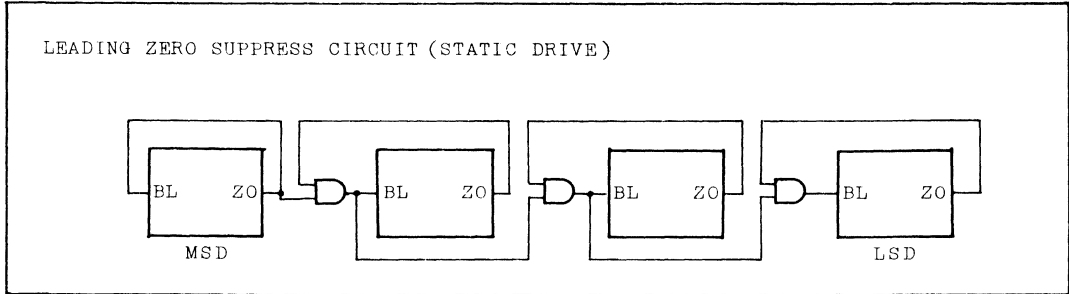 LEADING ZERO SUPPRESS CIRCUIT (STATIC DRIVE)
BL ZO BL ZO BL ZO BL ZO
MSD LSD